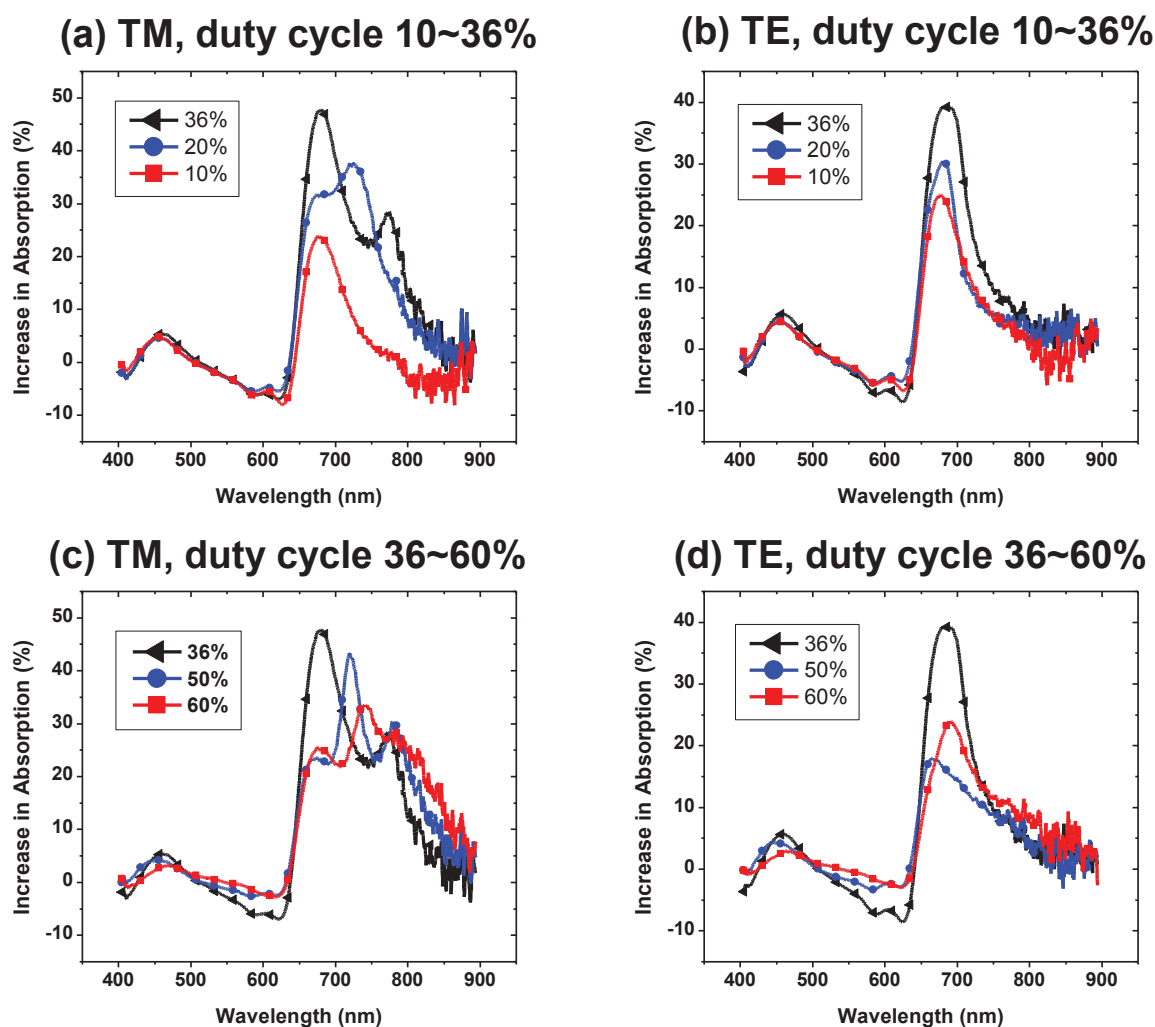 (a) TM, duty cycle 10~36%
Increase in Absorption (%)
50
40
30
20
10
0
-10
36%
20%
10%
400 500 600 700 800 900
Wavelength (nm)
(b) TE, duty cycle 10~36%
Increase in Absorption (%)
40
30
20
10
0
-10
36%
20%
10%
400 500 600 700 800 900
Wavelength (nm)
(c) TM, duty cycle 36~60%
Increase in Absorption (%)
50
40
30
20
10
0
-10
36%
50%
60%
400 500 600 700 800 900
Wavelength (nm)
(d) TE, duty cycle 36~60%
Increase in Absorption (%)
40
30
20
10
0
-10
36%
50%
60%
400 500 600 700 800 900
Wavelength (nm)